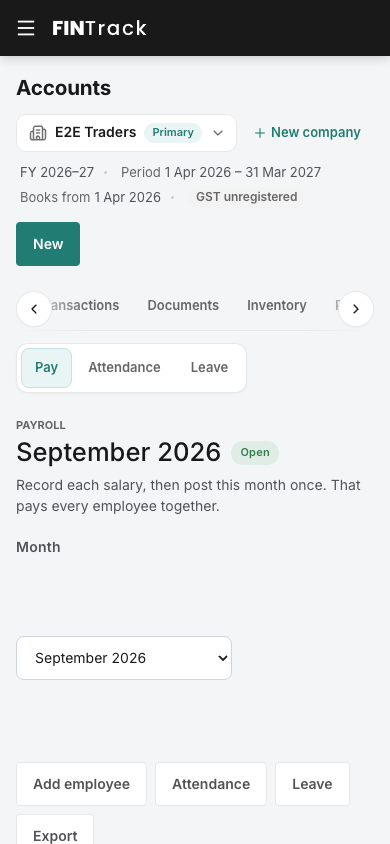 FINTrack
Accounts
E2E Traders Primary + New company
FY 2026–27 • Period 1 Apr 2026 – 31 Mar 2027
Books from 1 Apr 2026 • GST unregistered
New
ansactions Documents Inventory
Pay Attendance Leave
PAYROLL
September 2026 Open
Record each salary, then post this month once. That
pays every employee together.
Month
September 2026
Add employee Attendance Leave
Export